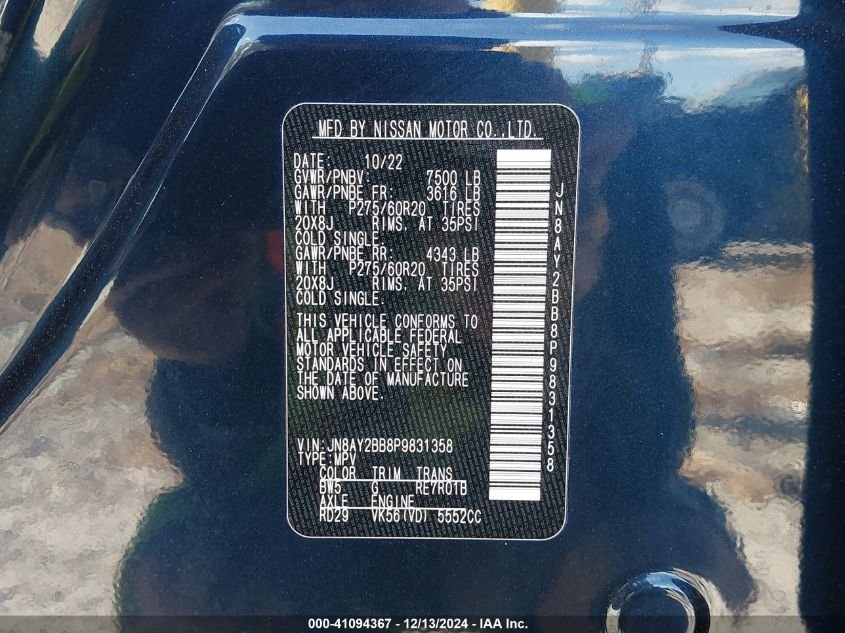 MFD BY NISSAN MOTOR CO.,LTD.
DATE: 10/22
GVWR/PNBV: 7500 LB
GAWR/PNBE FR: 3616 LB
WITH P275/60R20 TIRES
20X8J RIMS. AT 35PSI
COLD SINGLE.
GAWR/PNBE RR: 4343 LB
WITH P275/60R20 TIRES
20X8J RIMS. AT 35PSI
COLD SINGLE.
THIS VEHICLE CONFORMS TO
ALL APPLICABLE FEDERAL
MOTOR VEHICLE SAFETY
STANDARDS IN EFFECT ON
THE DATE OF MANUFACTURE
SHOWN ABOVE.
VIN:JN8AY2BB8P9831358
TYPE:MPV
COLOR TRIM TRANS
BW5 G RE7R01B
AXLE ENGINE
RD29 VK56(VD) 5552CC
JN8AY2BB8P9831358
000-41094367 - 12/13/2024 - IAA Inc.